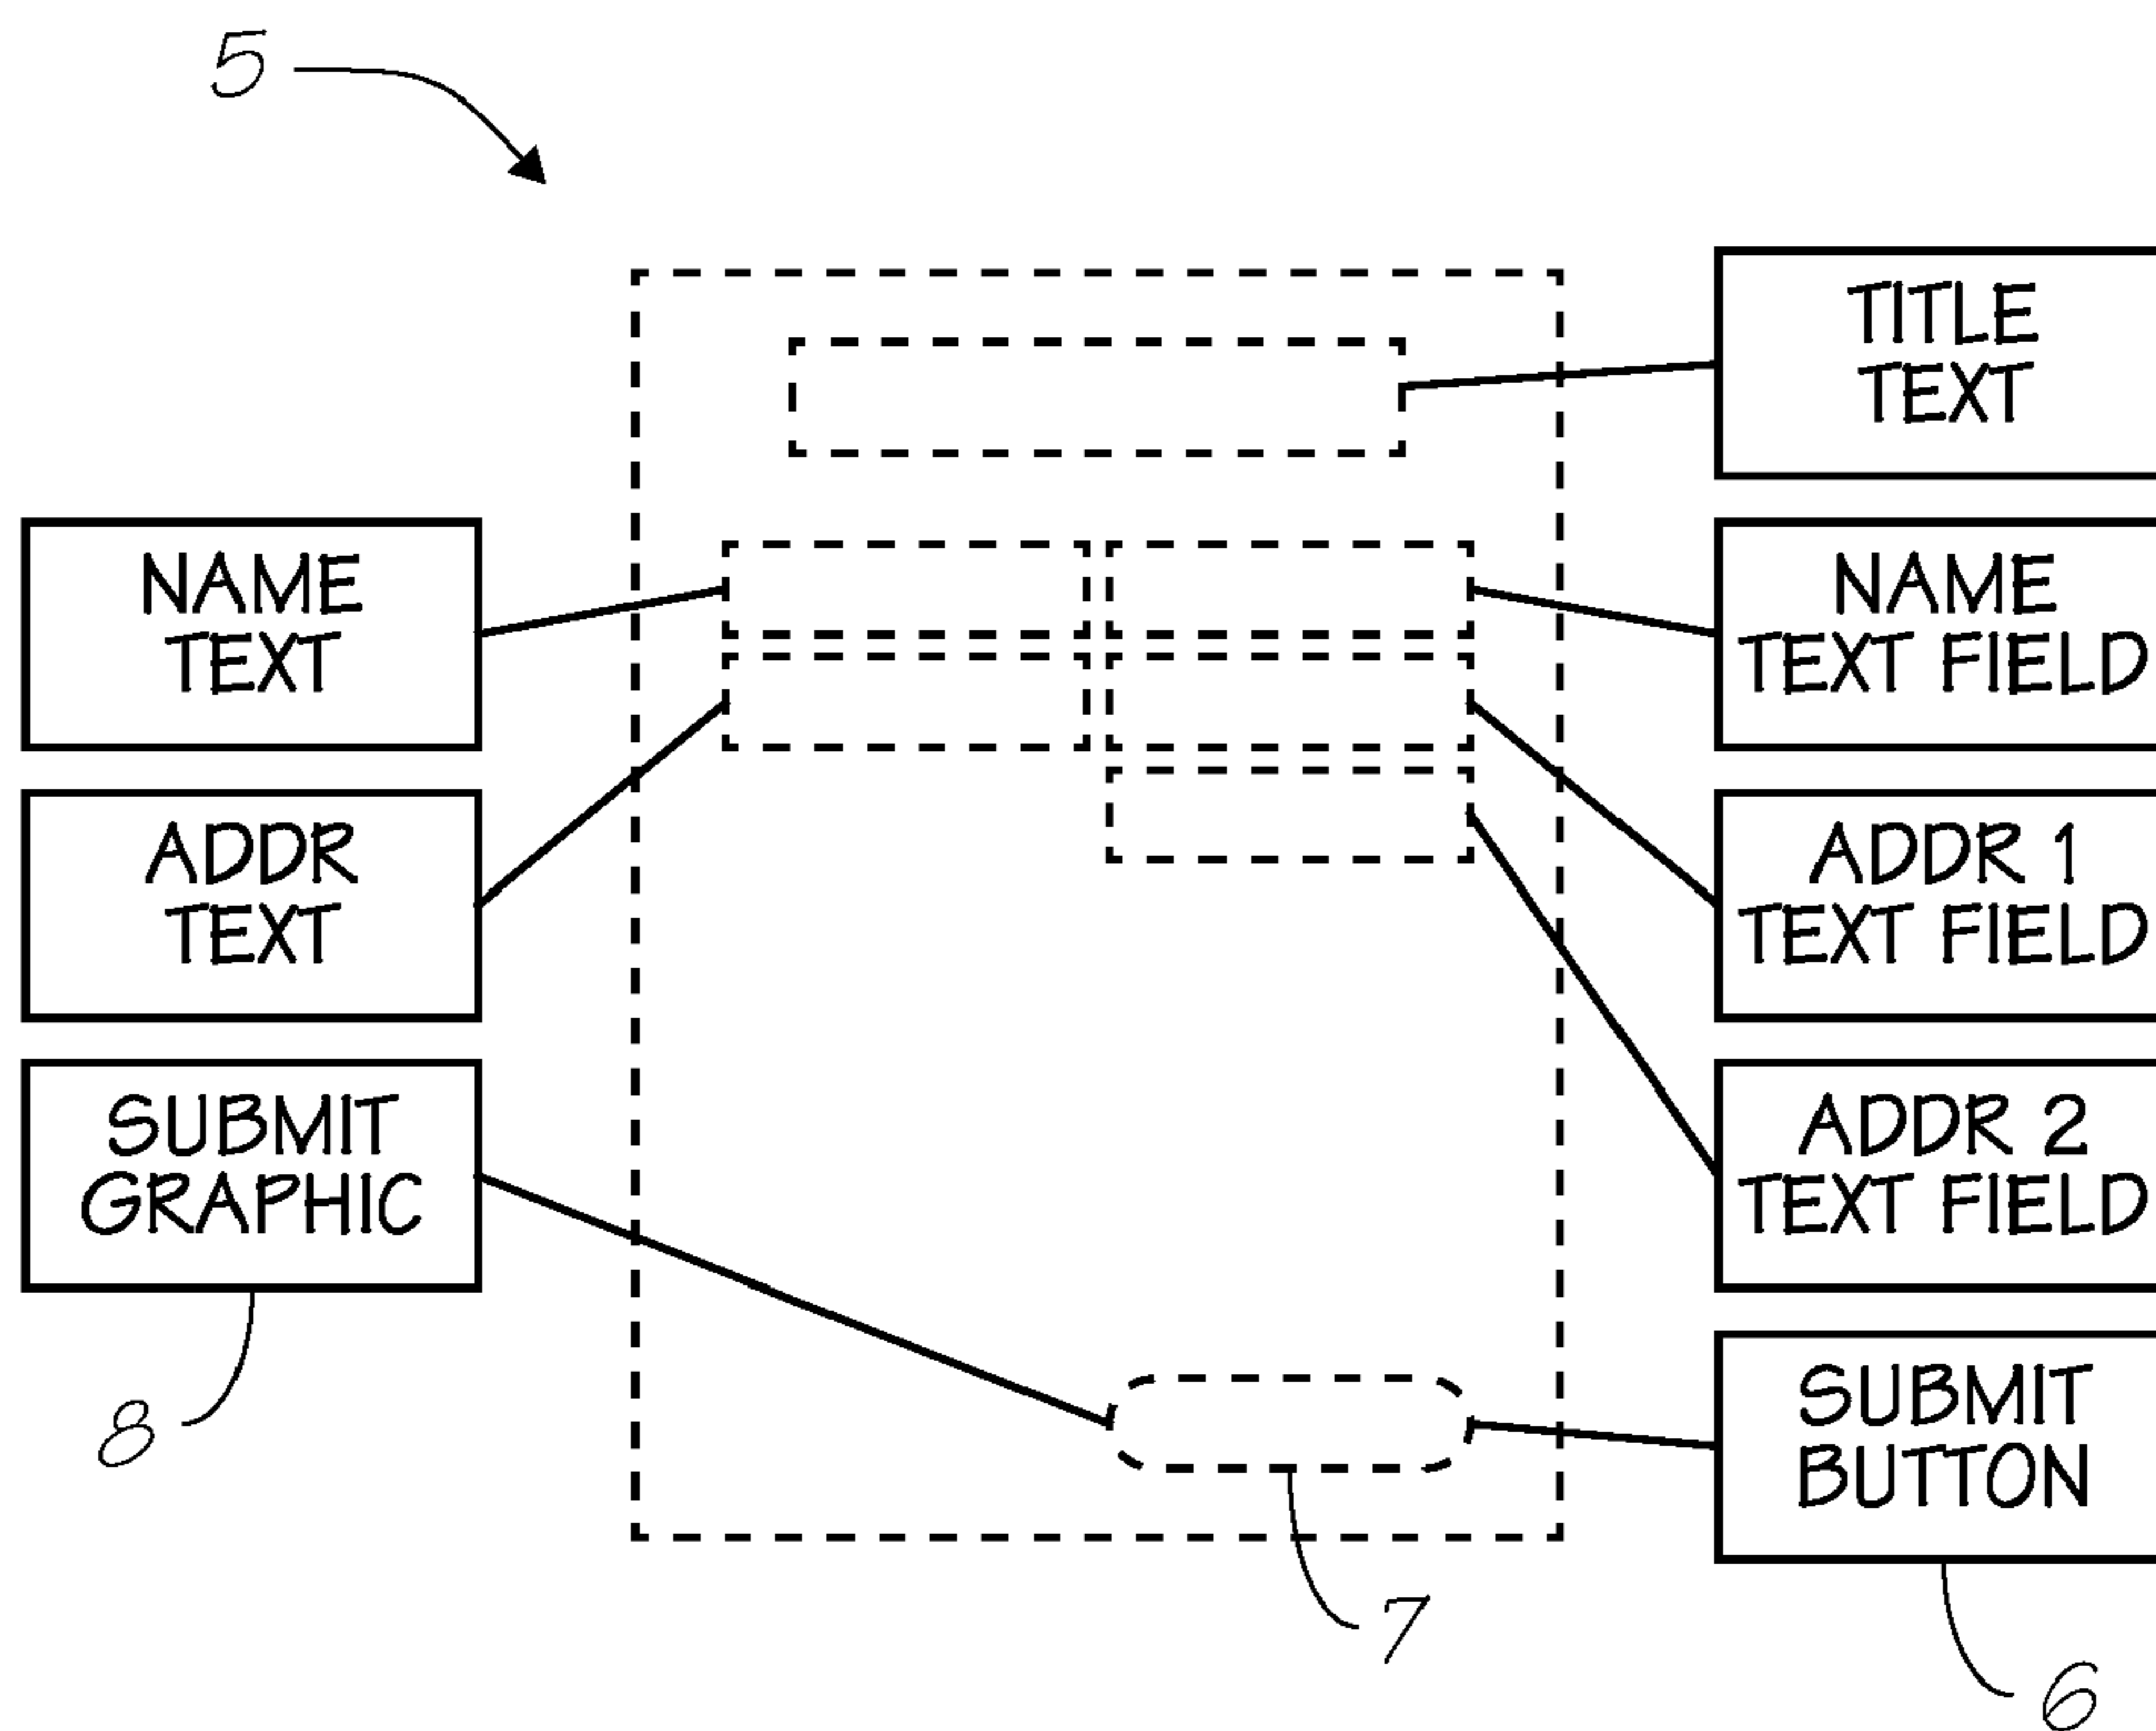 5
TITLE
TEXT
NAME
TEXT
NAME
TEXT FIELD
ADDR
TEXT
ADDR 1
TEXT FIELD
SUBMIT
GRAPHIC
ADDR 2
TEXT FIELD
8
SUBMIT
BUTTON
7
6